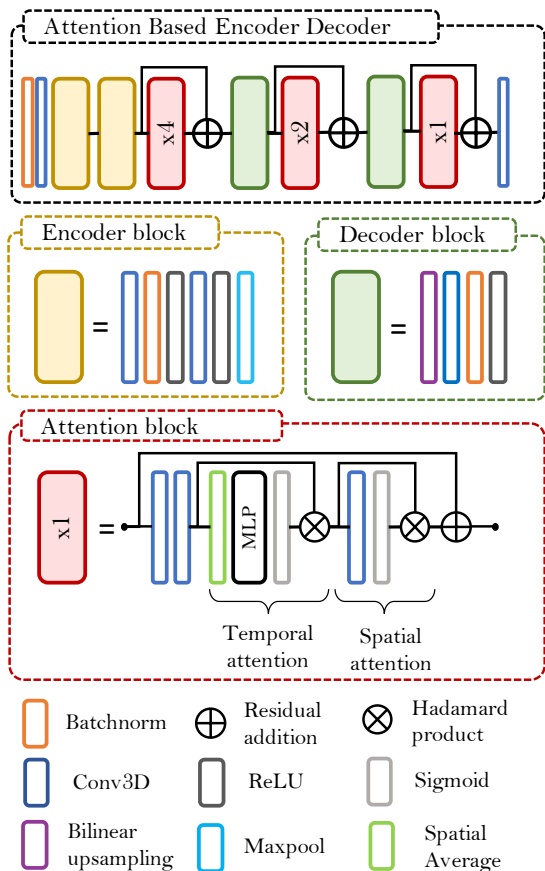 Attention Based Encoder Decoder
x4
x2
x1
Encoder block
Decoder block
=
=
Attention block
x1
=
MLP
Temporal
attention
Spatial
attention
Batchnorm
Residual
addition
Hadamard
product
Conv3D
ReLU
Sigmoid
Bilinear
upsampling
Maxpool
Spatial
Average